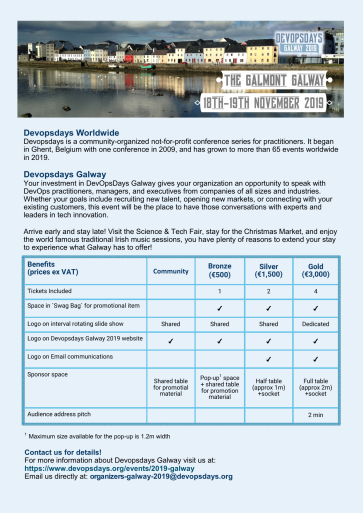 DEVOPSDAYS
GALWAY 2019
THE GALMONT GALWAY
18TH-19TH NOVEMBER 2019
Devopsdays Worldwide
Devopsdays is a community-organized not-for-profit conference series for practitioners. It began
in Ghent, Belgium with one conference in 2009, and has grown to more than 65 events worldwide
in 2019.
Devopsdays Galway
Your investment in DevOpsDays Galway gives your organization an opportunity to speak with
DevOps practitioners, managers, and executives from companies of all sizes and industries.
Whether your goals include recruiting new talent, opening new markets, or connecting with your
existing customers, this event will be the place to have those conversations with experts and
leaders in tech innovation.
Arrive early and stay late! Visit the Science & Tech Fair, stay for the Christmas Market, and enjoy
the world famous traditional Irish music sessions, you have plenty of reasons to extend your stay
to experience what Galway has to offer!
Benefits
(prices ex VAT) Community Bronze (€500) Silver (€1,500) Gold (€3,000)
Tickets Included 1 2 4
Space in `Swag Bag` for promotional item ✓ ✓ ✓
Logo on interval rotating slide show Shared Shared Shared Dedicated
Logo on Devopsdays Galway 2019 website ✓ ✓ ✓ ✓
Logo on Email communications ✓ ✓
Sponsor space
Shared table for promotial material
Pop-up¹ space + shared table for promotion material
Half table (approx 1m) +socket
Full table (approx 2m) +socket
Audience address pitch 2 min
¹ Maximum size available for the pop-up is 1.2m width
Contact us for details!
For more information about Devopsdays Galway visit us at:
https://www.devopsdays.org/events/2019-galway
Email us directly at: organizers-galway-2019@devopsdays.org